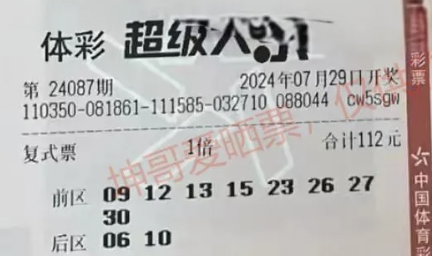 体彩 超级大
第 24087期 2024年07月29日开奖
110350-081861-111585-032710 088044 cw5sgw
复式票 1倍 合计112元
前区 09 12 13 15 23 26 27
30
后区 06 10
坤哥爱晒票，
彩票
中国体育彩